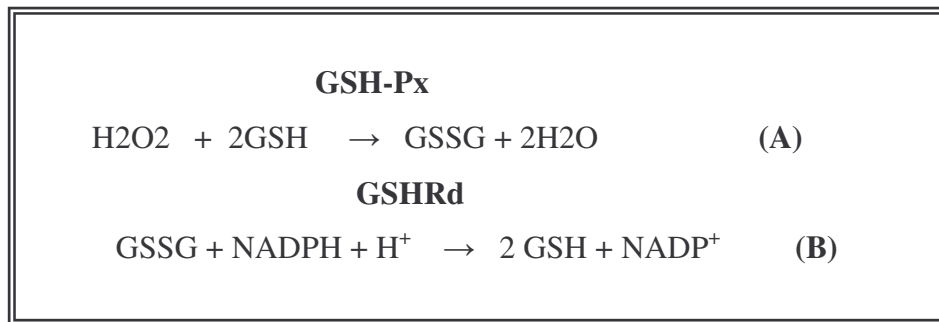 GSH-Px
H2O2 + 2GSH → GSSG + 2H2O (A)
GSHRd
GSSG + NADPH + H⁺ → 2 GSH + NADP⁺ (B)